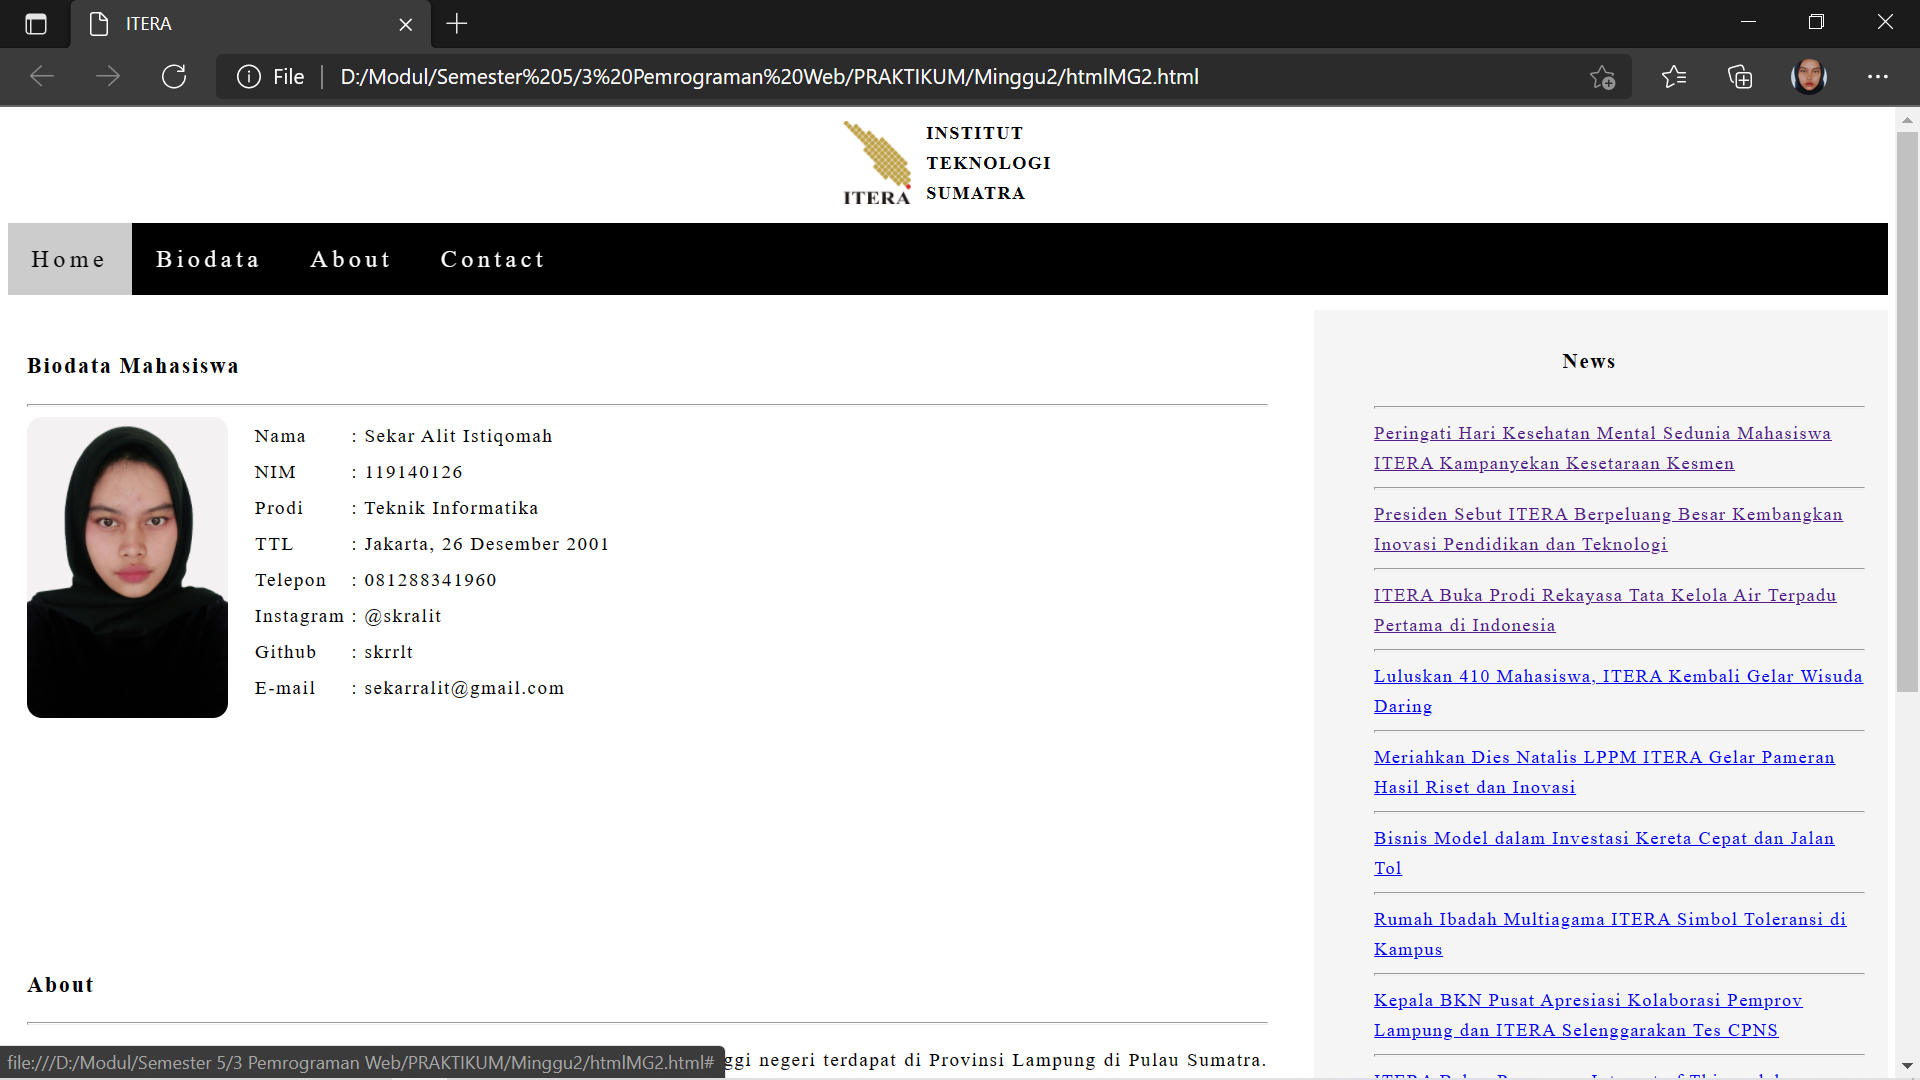 ITERA
File
D:/Modul/Semester%205/3%20Pemrograman%20Web/PRAKTIKUM/Minggu2/htmlMG2.html
ITERA
INSTITUT
TEKNOLOGI
SUMATRA
Home Biodata About Contact
Biodata Mahasiswa
Nama : Sekar Alit Istiqomah
NIM : 119140126
Prodi : Teknik Informatika
TTL : Jakarta, 26 Desember 2001
Telepon : 081288341960
Instagram : @skralit
Github : skrrlt
E-mail : sekarralit@gmail.com
About
negeri terdapat di Provinsi Lampung di Pulau Sumatra.
News
Peringati Hari Kesehatan Mental Sedunia Mahasiswa
ITERA Kampanyekan Kesetaraan Kesmen
Presiden Sebut ITERA Berpeluang Besar Kembangkan
Inovasi Pendidikan dan Teknologi
ITERA Buka Prodi Rekayasa Tata Kelola Air Terpadu
Pertama di Indonesia
Luluskan 410 Mahasiswa, ITERA Kembali Gelar Wisuda
Daring
Meriahkan Dies Natalis LPPM ITERA Gelar Pameran
Hasil Riset dan Inovasi
Bisnis Model dalam Investasi Kereta Cepat dan Jalan
Tol
Rumah Ibadah Multiagama ITERA Simbol Toleransi di
Kampus
Kepala BKN Pusat Apresiasi Kolaborasi Pemprov
Lampung dan ITERA Selenggarakan Tes CPNS
file:///D:/Modul/Semester 5/3 Pemrograman Web/PRAKTIKUM/Minggu2/htmlMG2.html#